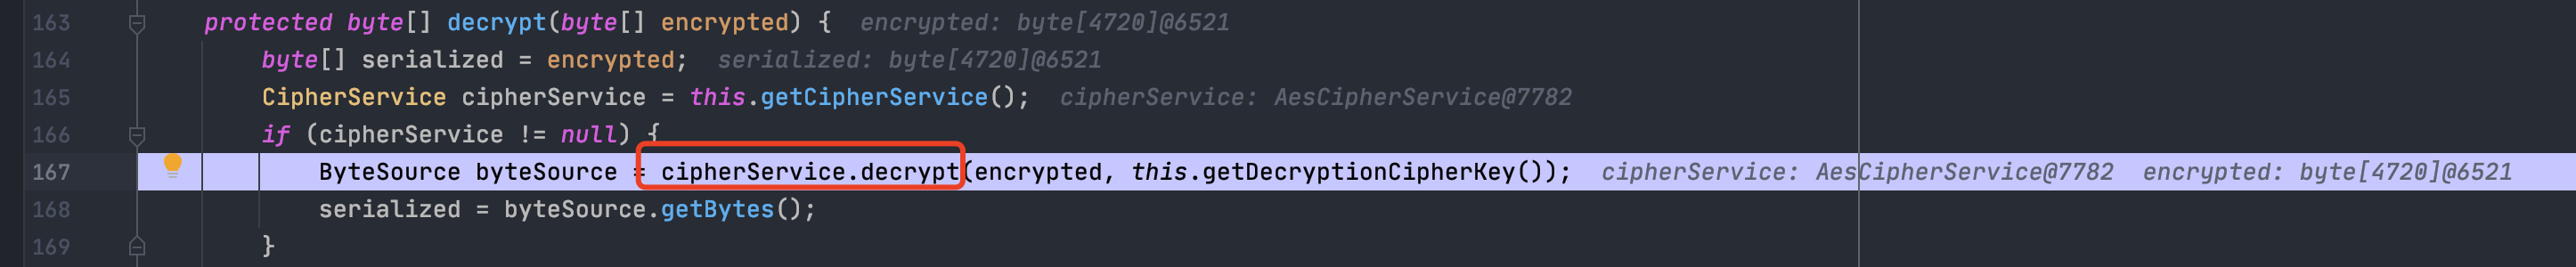 163 protected byte[] decrypt(byte[] encrypted) { encrypted: byte[4720]@6521
164 byte[] serialized = encrypted; serialized: byte[4720]@6521
165 CipherService cipherService = this.getCipherService(); cipherService: AesCipherService@7782
166 if (cipherService != null) {
167 ByteSource byteSource = cipherService.decrypt(encrypted, this.getDecryptionCipherKey()); cipherService: AesCipherService@7782 encrypted: byte[4720]@6521
168 serialized = byteSource.getBytes();
169 }